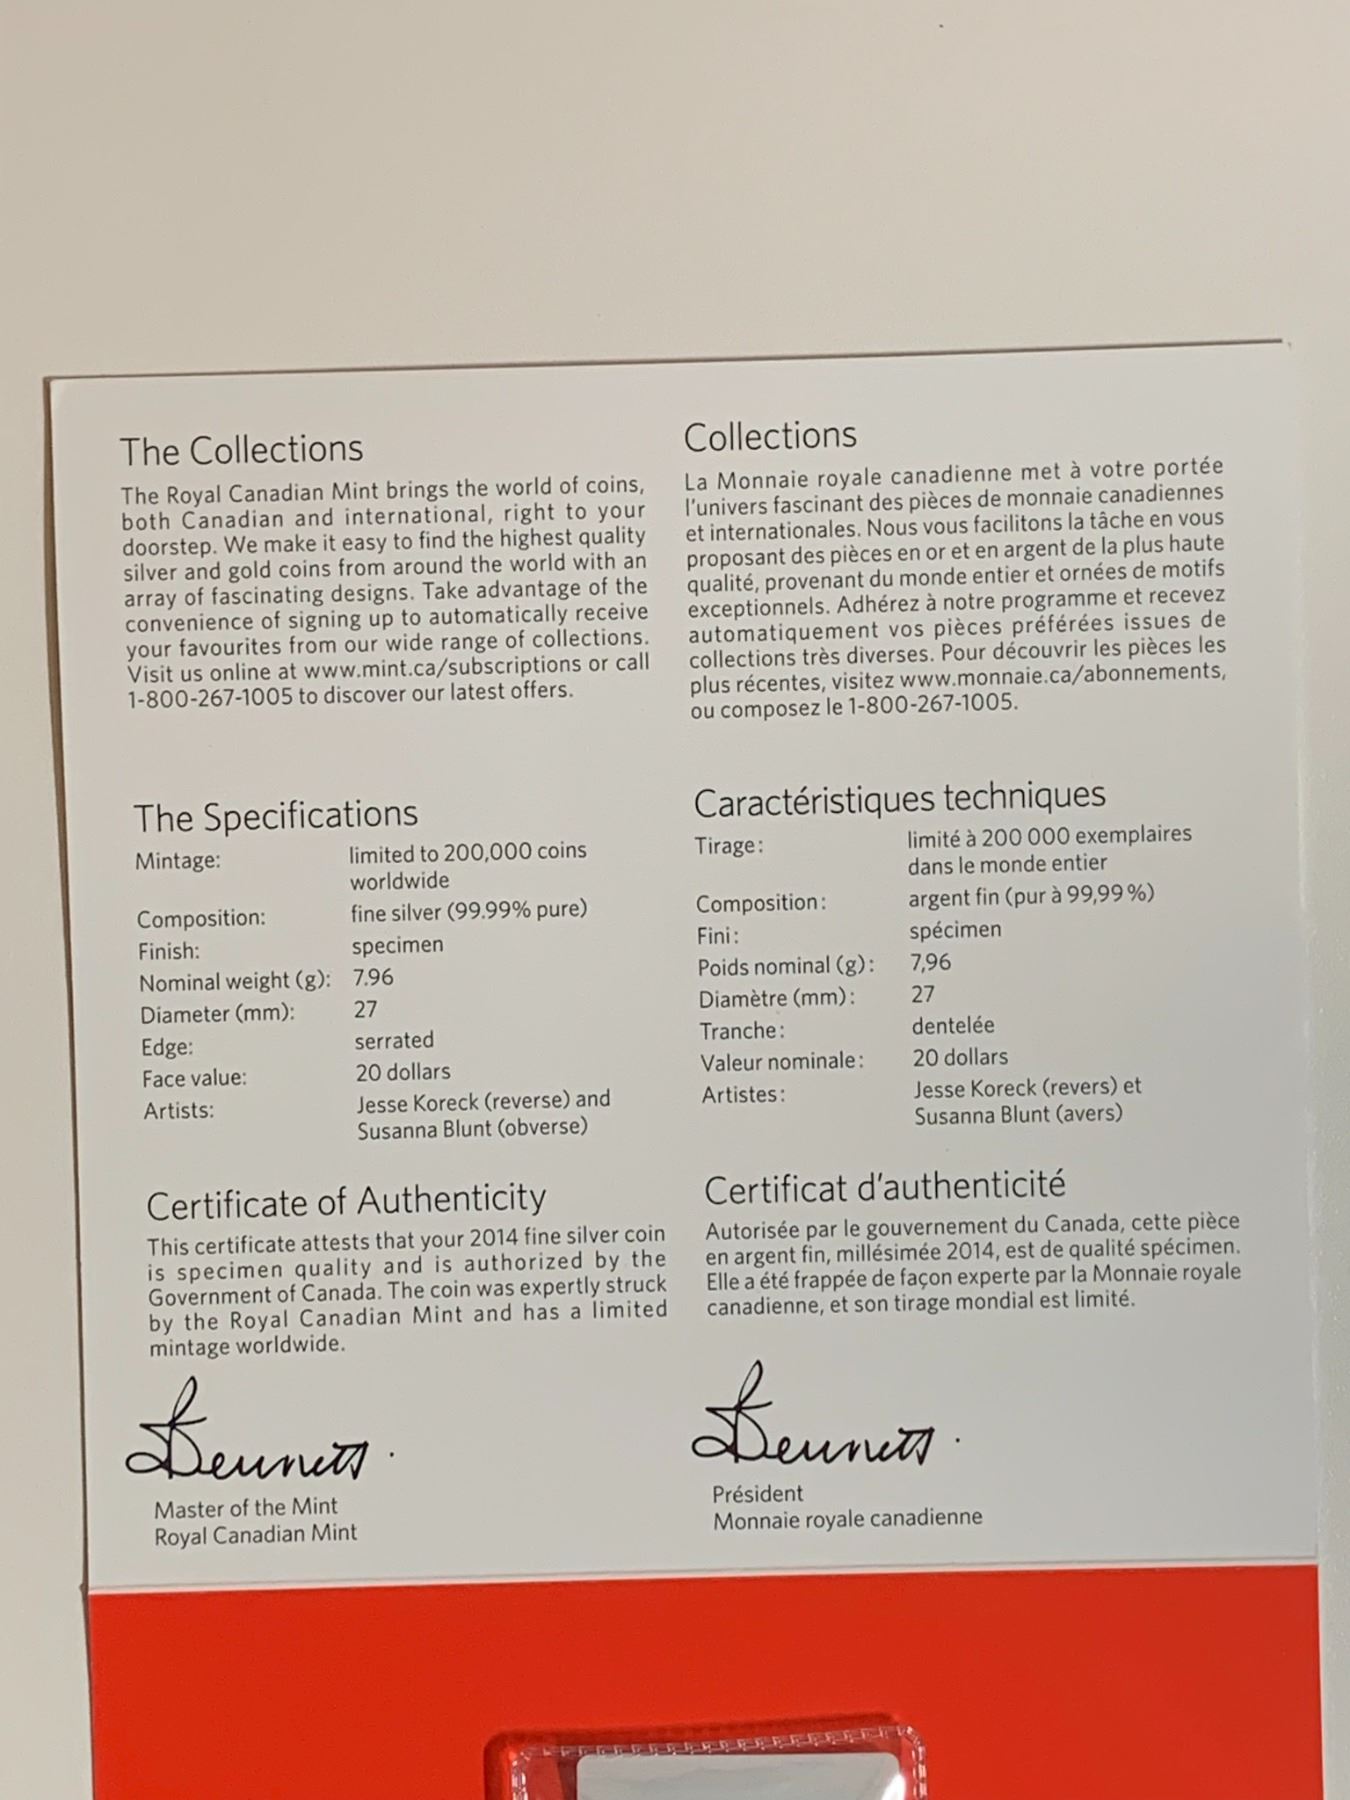 The Collections
The Royal Canadian Mint brings the world of coins,
both Canadian and international, right to your
doorstep. We make it easy to find the highest quality
silver and gold coins from around the world with an
array of fascinating designs. Take advantage of the
convenience of signing up to automatically receive
your favourites from our wide range of collections.
Visit us online at www.mint.ca/subscriptions or call
1-800-267-1005 to discover our latest offers.
The Specifications
Mintage: limited to 200,000 coins
worldwide
Composition: fine silver (99.99% pure)
Finish: specimen
Nominal weight (g): 7.96
Diameter (mm): 27
Edge: serrated
Face value: 20 dollars
Artists: Jesse Koreck (reverse) and
Susanna Blunt (obverse)
Certificate of Authenticity
This certificate attests that your 2014 fine silver coin
is specimen quality and is authorized by the
Government of Canada. The coin was expertly struck
by the Royal Canadian Mint and has a limited
mintage worldwide.
Bennett
Master of the Mint
Royal Canadian Mint
Collections
La Monnaie royale canadienne met à votre portée
l'univers fascinant des pièces de monnaie canadiennes
et internationales. Nous vous facilitons la tâche en vous
proposant des pièces en or et en argent de la plus haute
qualité, provenant du monde entier et ornées de motifs
exceptionnels. Adhérez à notre programme et recevez
automatiquement vos pièces préférées issues de
collections très diverses. Pour découvrir les pièces les
plus récentes, visitez www.monnaie.ca/abonnements,
ou composez le 1-800-267-1005.
Caractéristiques techniques
Tirage: limité à 200 000 exemplaires
dans le monde entier
Composition: argent fin (pur à 99,99 %)
Fini: spécimen
Poids nominal (g): 7,96
Diamètre (mm): 27
Tranche: dentelée
Valeur nominale: 20 dollars
Artistes: Jesse Koreck (revers) et
Susanna Blunt (avers)
Certificat d'authenticité
Autorisée par le gouvernement du Canada, cette pièce
en argent fin, millésimée 2014, est de qualité spécimen.
Elle a été frappée de façon experte par la Monnaie royale
canadienne, et son tirage mondial est limité.
Bennett
Président
Monnaie royale canadienne